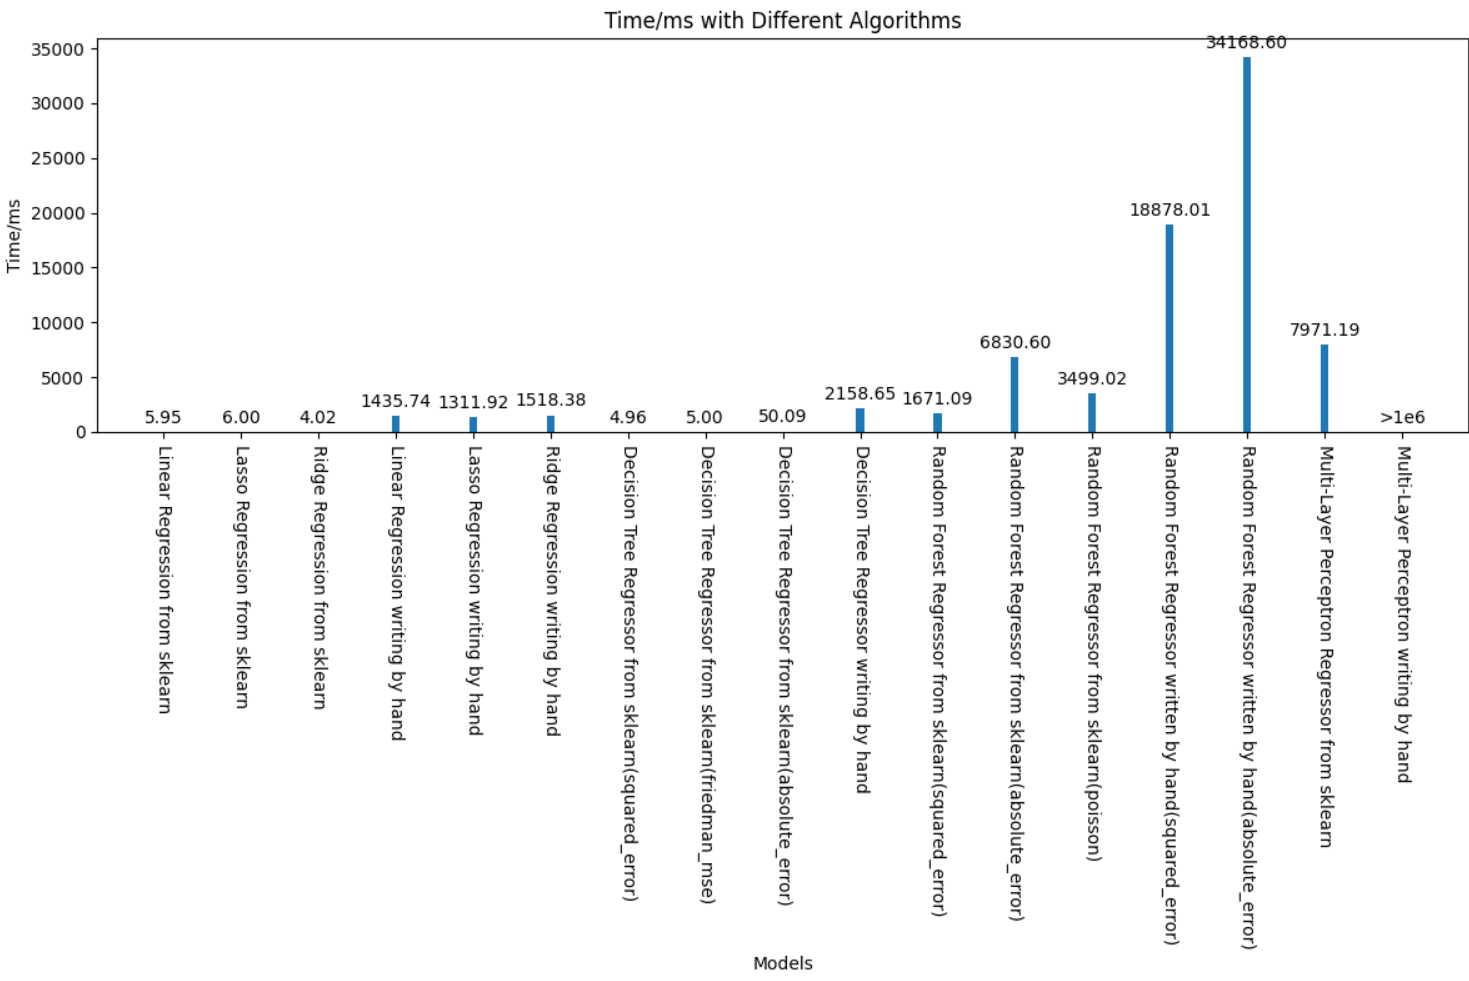 Time/ms with Different Algorithms
Time/ms
35000
30000
25000
20000
15000
10000
5000
0
5.95
6.00
4.02
1435.74
1311.92
1518.38
4.96
5.00
50.09
2158.65
1671.09
6830.60
3499.02
18878.01
34168.60
7971.19
>1e6
Linear Regression from sklearn
Lasso Regression from sklearn
Ridge Regression from sklearn
Linear Regression writing by hand
Lasso Regression writing by hand
Ridge Regression writing by hand
Decision Tree Regressor from sklearn(squared_error)
Decision Tree Regressor from sklearn(friedman_mse)
Decision Tree Regressor from sklearn(absolute_error)
Decision Tree Regressor writing by hand
Random Forest Regressor from sklearn(squared_error)
Random Forest Regressor from sklearn(absolute_error)
Random Forest Regressor from sklearn(poisson)
Random Forest Regressor written by hand(squared_error)
Random Forest Regressor written by hand(absolute_error)
Multi-Layer Perceptron Regressor from sklearn
Multi-Layer Perceptron writing by hand
Models